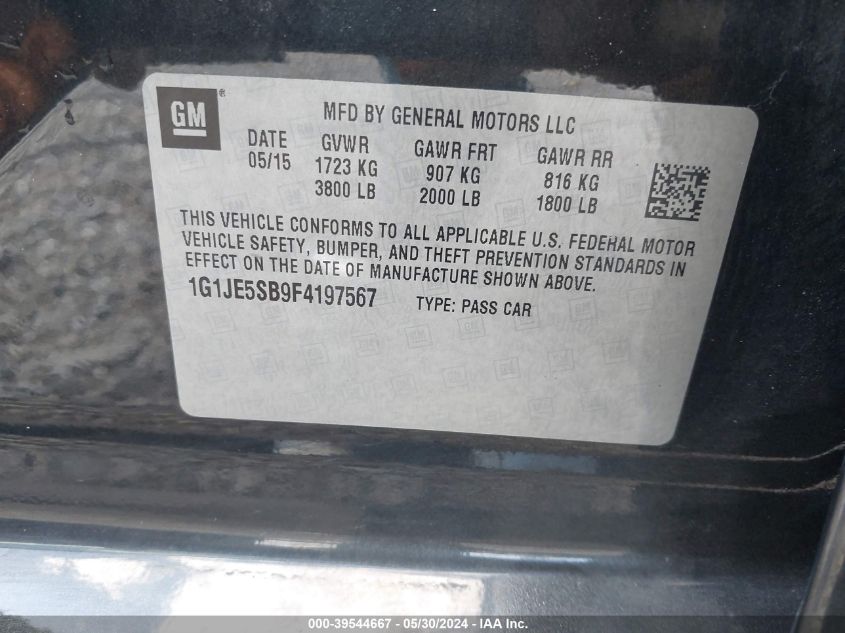 GM®
MFD BY GENERAL MOTORS LLC
DATE GVWR GAWR FRT GAWR RR
05/15 1723 KG 907 KG 816 KG
3800 LB 2000 LB 1800 LB
THIS VEHICLE CONFORMS TO ALL APPLICABLE U.S. FEDERAL MOTOR
VEHICLE SAFETY, BUMPER, AND THEFT PREVENTION STANDARDS IN
EFFECT ON THE DATE OF MANUFACTURE SHOWN ABOVE.
1G1JE5SB9F4197567 TYPE: PASS CAR
000-39544667 - 05/30/2024 - IAA Inc.